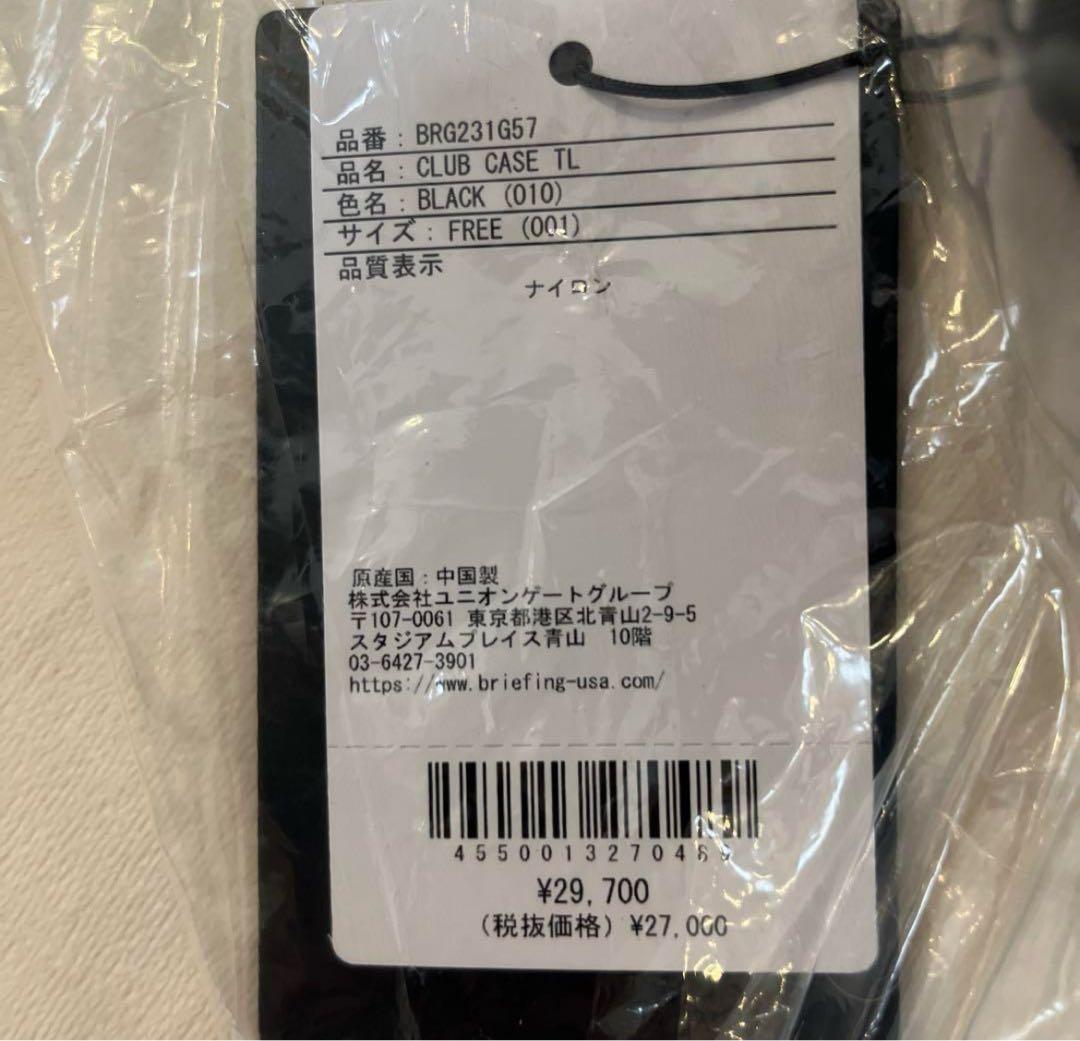 品番：BRG231G57
品名：CLUB CASE TL
色名：BLACK (010)
サイズ：FREE (001)
品質表示
ナイロン
原産国：中国製
株式会社ユニオンゲートグループ
〒107-0061 東京都港区北青山2-9-5
スタジアムプレイス青山 10階
03-6427-3901
https://www.briefing-usa.com/
4550013270489
¥29,700
(税抜価格) ¥27,000